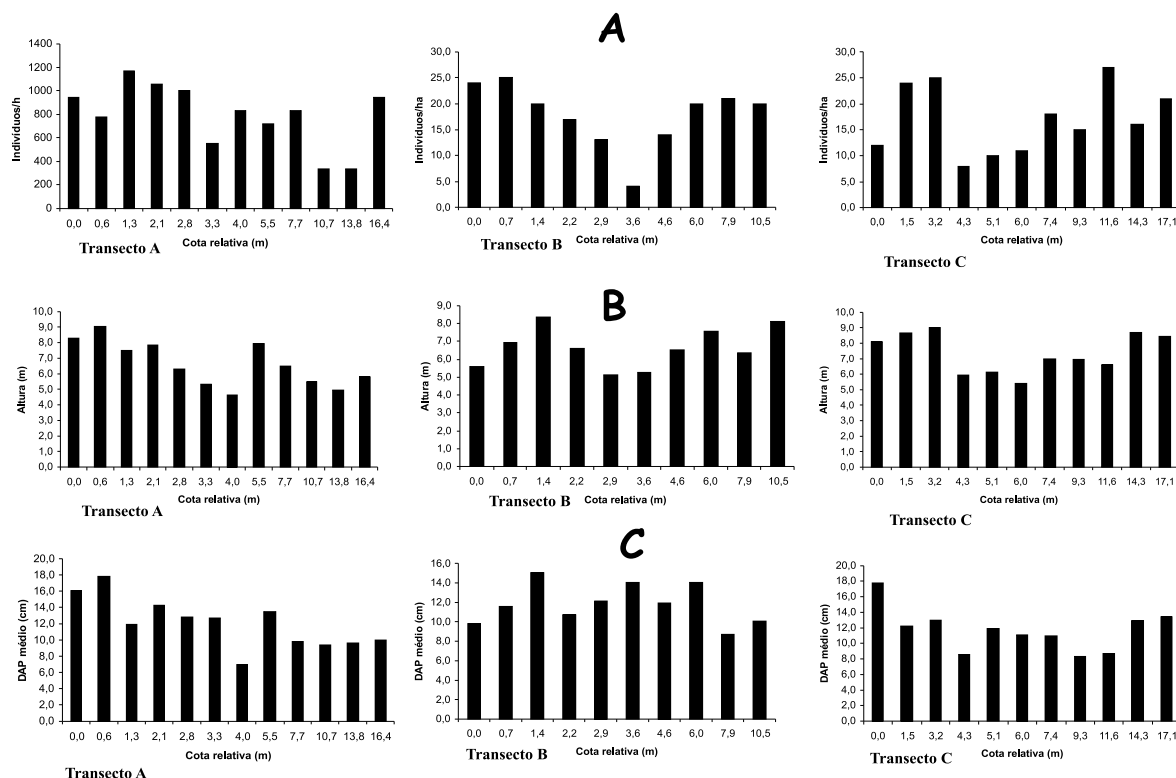 A
Indivíduos/h
1400
1200
1000
800
600
400
200
0
0,0 0,6 1,3 2,1 2,8 3,3 4,0 5,5 7,7 10,7 13,8 16,4
Cota relativa (m)
Transecto A
Indivíduos/ha
30,0
25,0
20,0
15,0
10,0
5,0
0,0
0,0 0,7 1,4 2,2 2,9 3,6 4,6 6,0 7,9 10,5
Cota relativa (m)
Transecto B
Indivíduos/ha
30,0
25,0
20,0
15,0
10,0
5,0
0,0
0,0 1,5 3,2 4,3 5,1 6,0 7,4 9,3 11,6 14,3 17,1
Cota relativa (m)
Transecto C
B
Altura (m)
10,0
9,0
8,0
7,0
6,0
5,0
4,0
3,0
2,0
1,0
0,0
0,0 0,6 1,3 2,1 2,8 3,3 4,0 5,5 7,7 10,7 13,8 16,4
Cota relativa (m)
Transecto A
Altura (m)
9,0
8,0
7,0
6,0
5,0
4,0
3,0
2,0
1,0
0,0
0,0 0,7 1,4 2,2 2,9 3,6 4,6 6,0 7,9 10,5
Cota relativa (m)
Transecto B
Altura (m)
10,0
9,0
8,0
7,0
6,0
5,0
4,0
3,0
2,0
1,0
0,0
0,0 1,5 3,2 4,3 5,1 6,0 7,4 9,3 11,6 14,3 17,1
Cota relativa (m)
Transecto C
C
DAP médio (cm)
20,0
18,0
16,0
14,0
12,0
10,0
8,0
6,0
4,0
2,0
0,0
0,0 0,6 1,3 2,1 2,8 3,3 4,0 5,5 7,7 10,7 13,8 16,4
Cota relativa (m)
Transecto A
DAP médio (cm)
16,0
14,0
12,0
10,0
8,0
6,0
4,0
2,0
0,0
0,0 0,7 1,4 2,2 2,9 3,6 4,6 6,0 7,9 10,5
Cota relativa (m)
Transecto B
DAP médio (cm)
20,0
18,0
16,0
14,0
12,0
10,0
8,0
6,0
4,0
2,0
0,0
0,0 1,5 3,2 4,3 5,1 6,0 7,4 9,3 11,6 14,3 17,1
Cota relativa (m)
Transecto C